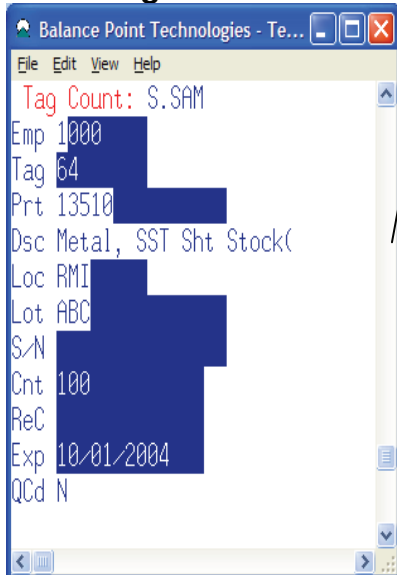 Balance Point Technologies - Te...
File Edit View Help
Tag Count: S.SAM
Emp 1000
Tag 64
Prt 13510
Dsc Metal, SST Sht Stock(
Loc RMI
Lot ABC
S/N
Cnt 100
ReC
Exp 10/01/2004
QCd N